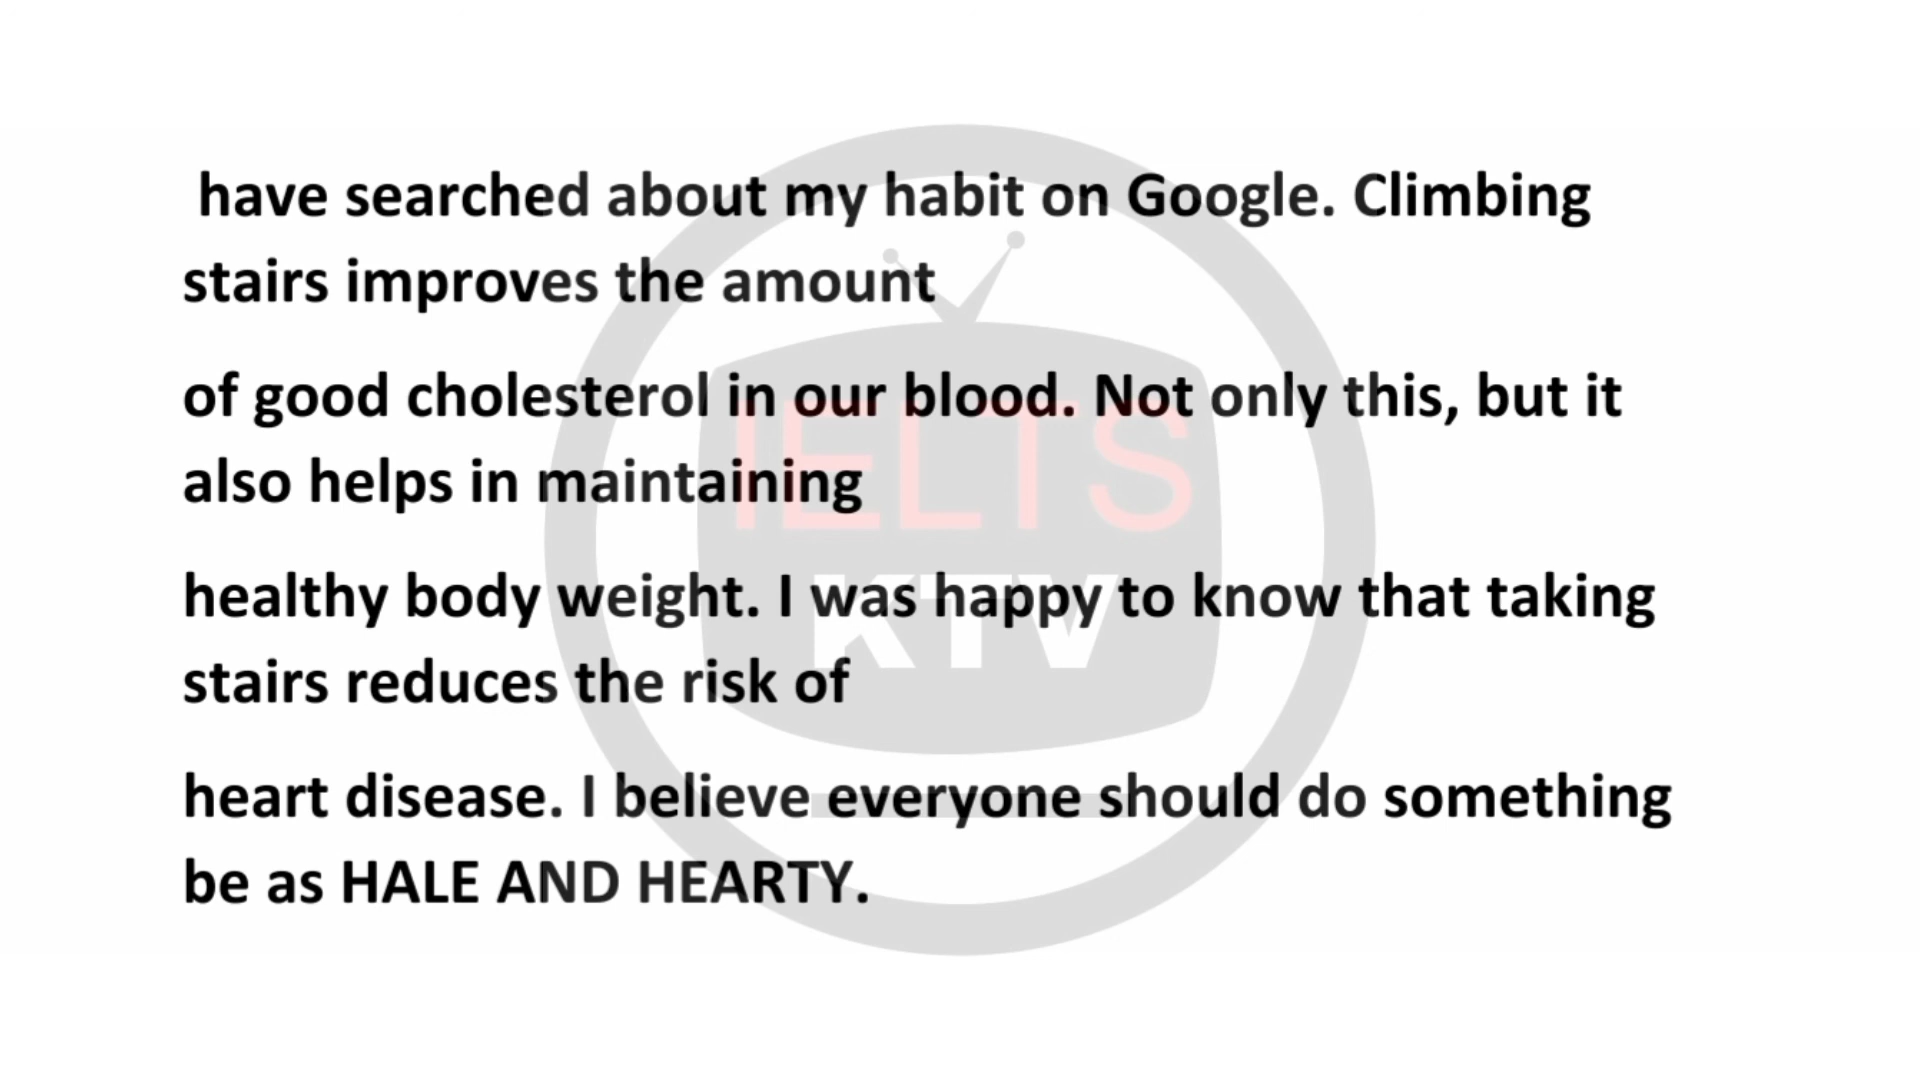 have searched about my habit on Google. Climbing
stairs improves the amount
of good cholesterol in our blood. Not only this, but it
also helps in maintaining
healthy body weight. I was happy to know that taking
stairs reduces the risk of
heart disease. I believe everyone should do something
be as HALE AND HEARTY.
IELTS
KTV